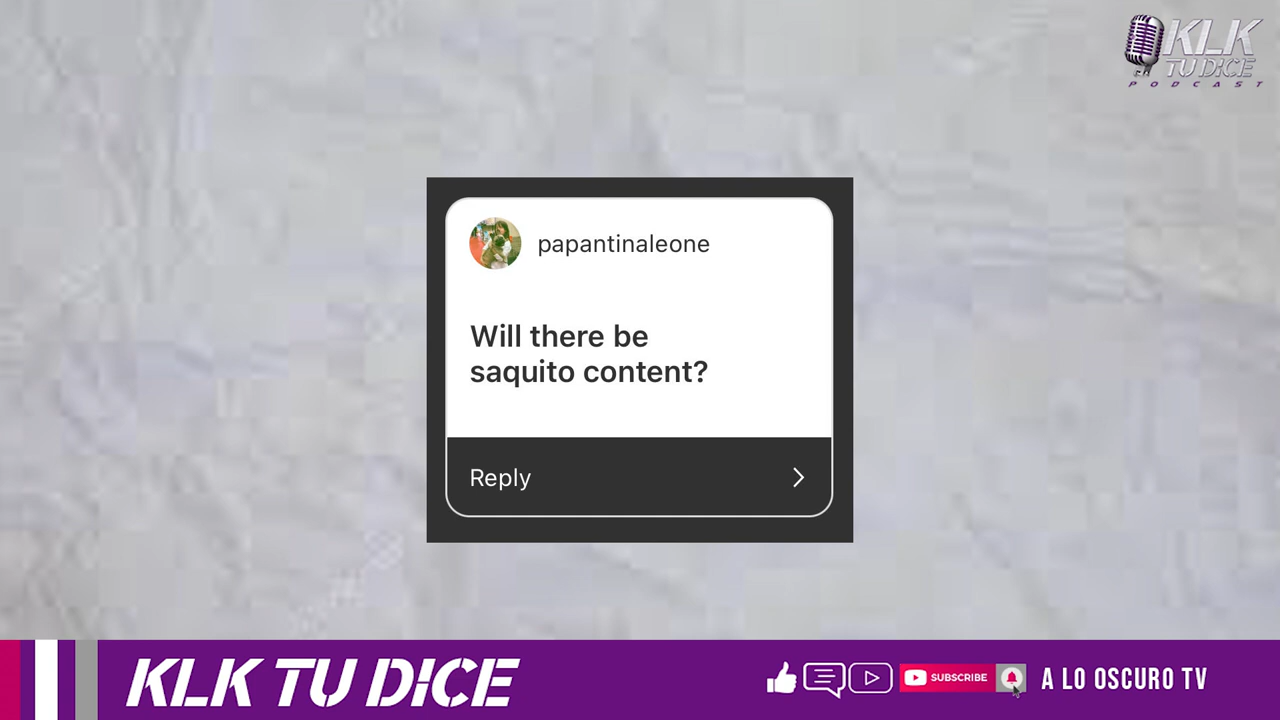 KLK
TU DICE
PODCAST
papantinaleone
Will there be
saquito content?
Reply
KLK TU DICE
SUBSCRIBE
A LO OSCURO TV